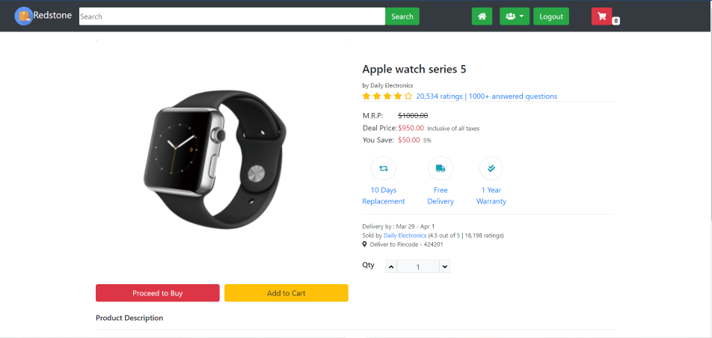 Redstone
Search
Search
Logout
0
Apple watch series 5
by Daily Electronics
20,534 ratings | 1000+ answered questions
M.R.P: $1000.00
Deal Price: $950.00 Inclusive of all taxes
You Save: $50.00 5%
10 Days Replacement
Free Delivery
1 Year Warranty
Delivery by : Mar 29 - Apr 1
Sold by Daily Electronics (4.5 out of 5 | 18,198 ratings)
Deliver to Pincode - 424201
Qty 1
Proceed to Buy
Add to Cart
Product Description